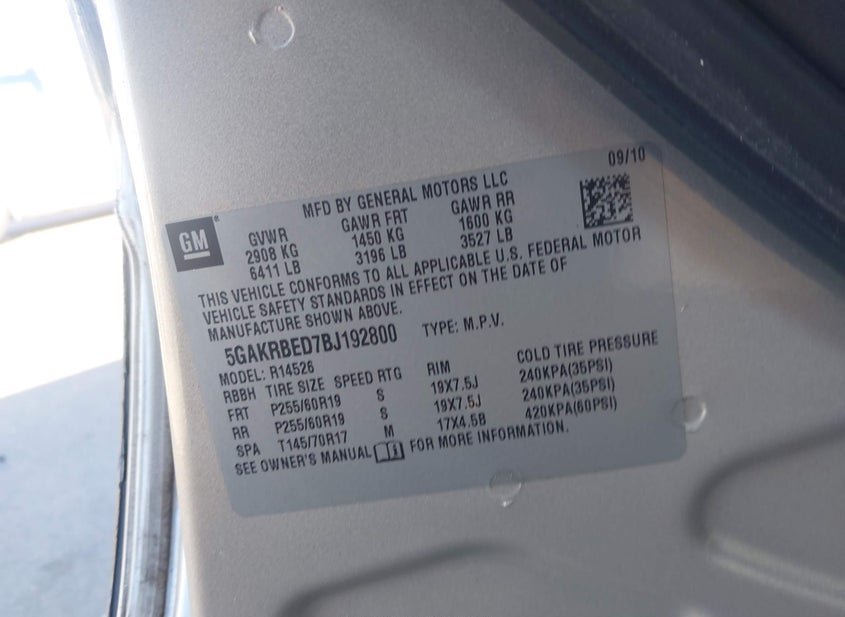 09/10
MFD BY GENERAL MOTORS LLC
GM
GVWR GAWR FRT GAWR RR
2908 KG 1450 KG 1600 KG
6411 LB 3196 LB 3527 LB
THIS VEHICLE CONFORMS TO ALL APPLICABLE U.S. FEDERAL MOTOR
VEHICLE SAFETY STANDARDS IN EFFECT ON THE DATE OF
MANUFACTURE SHOWN ABOVE.
5GAKRBED7BJ192800 TYPE: M.P.V.
MODEL: R14526
RBBH TIRE SIZE SPEED RTG RIM COLD TIRE PRESSURE
FRT P255/60R19 S 19X7.5J 240KPA(35PSI)
RR P255/60R19 S 19X7.5J 240KPA(35PSI)
SPA T145/70R17 M 17X4.5B 420KPA(60PSI)
SEE OWNER'S MANUAL FOR MORE INFORMATION.